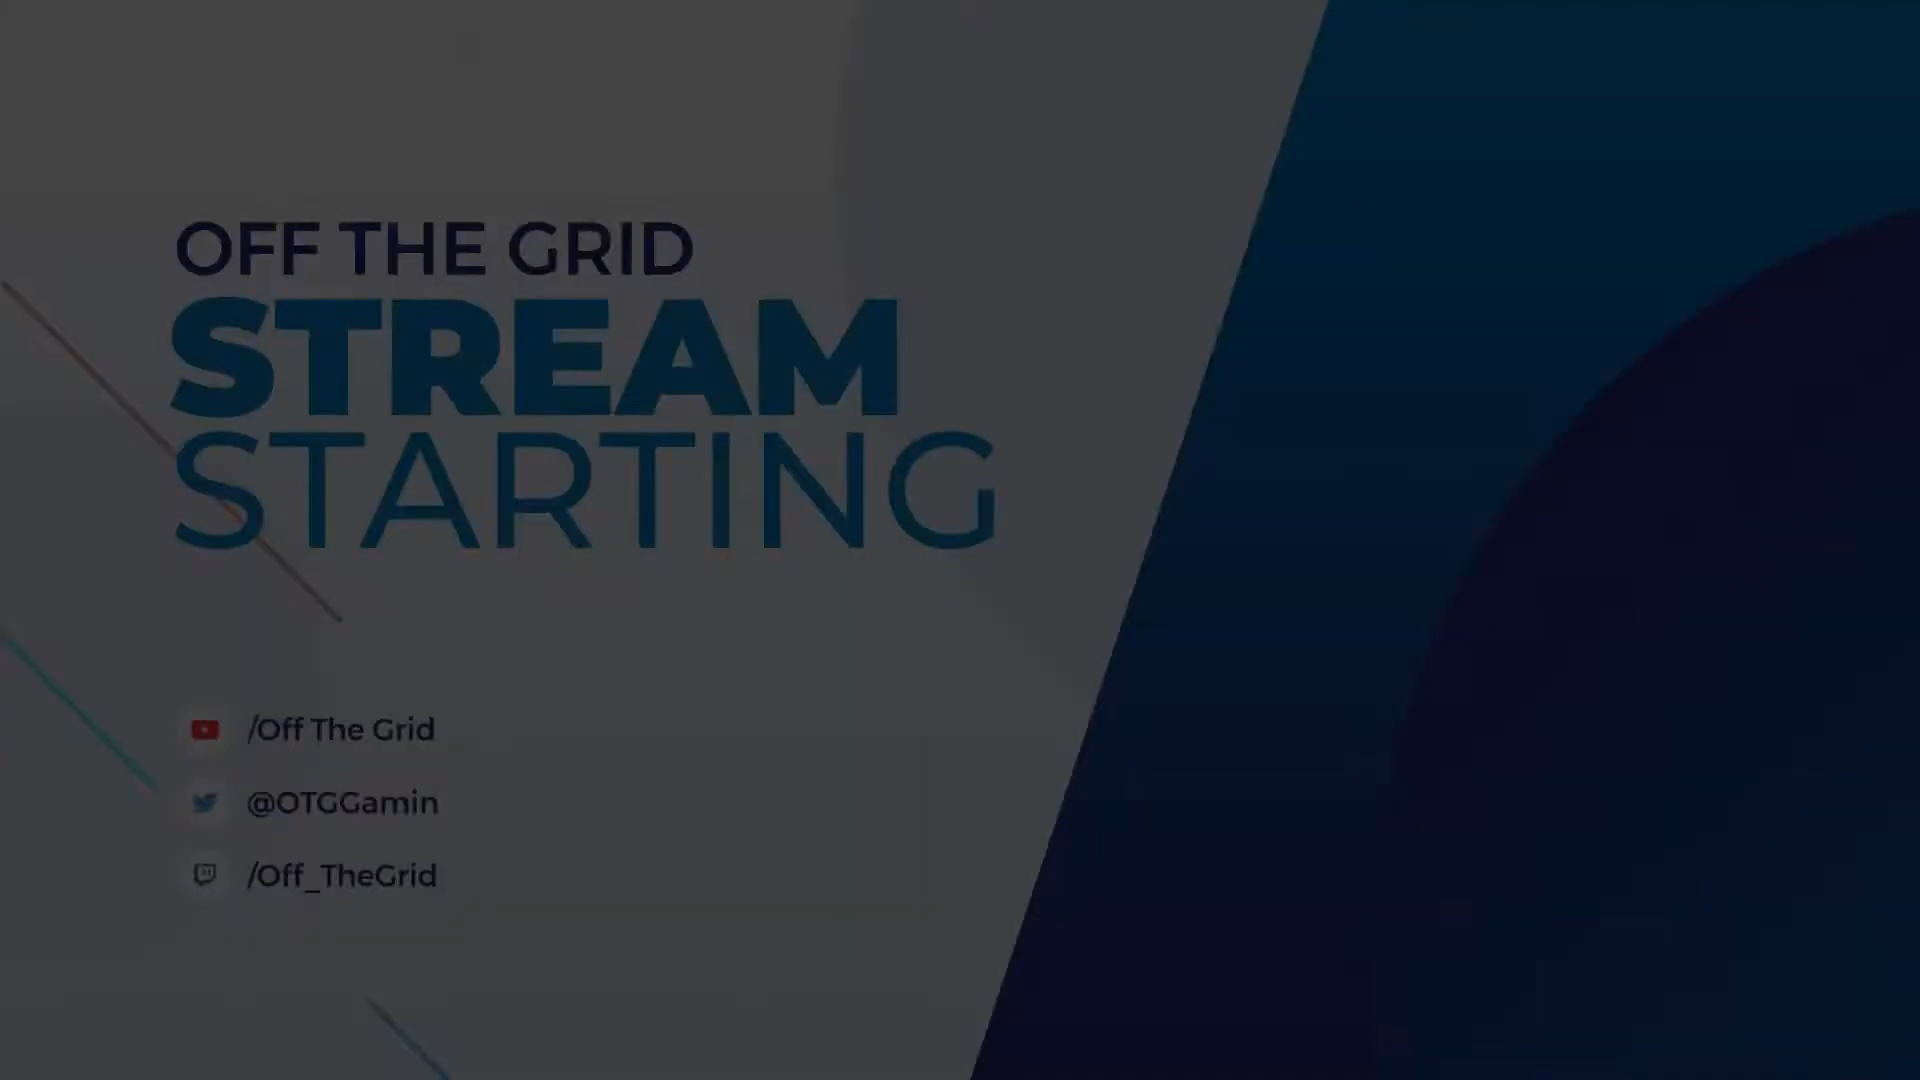 OFF THE GRID
STREAM
STARTING
/Off The Grid
@OTGGamin
/Off_TheGrid